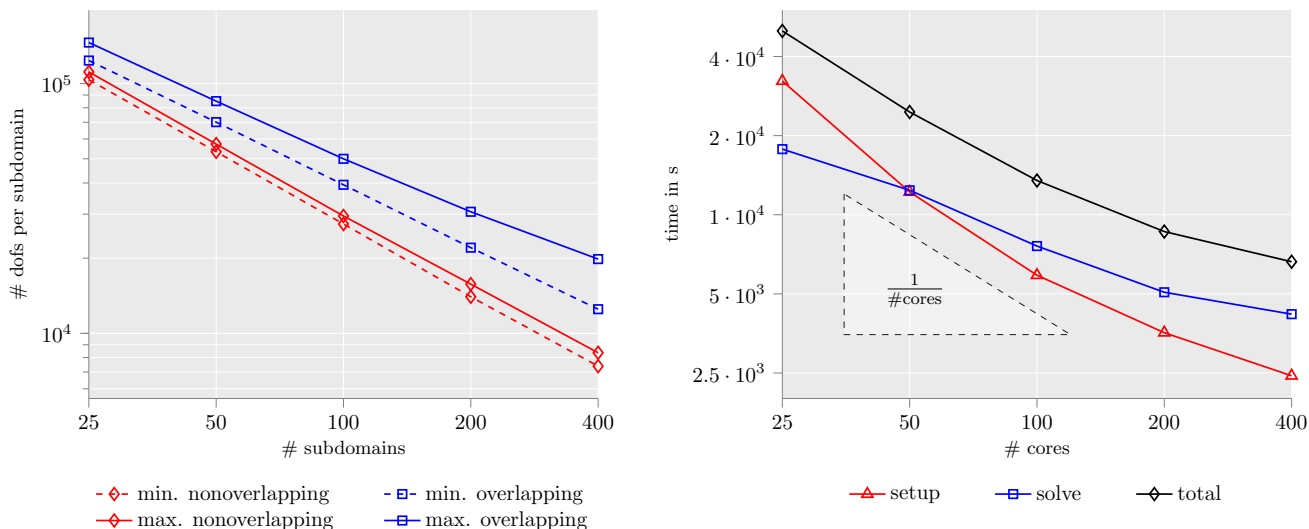 # dofs per subdomain
10^5
10^4
25 50 100 200 400
# subdomains
min. nonoverlapping min. overlapping
max. nonoverlapping max. overlapping
time in s
4 · 10^4
2 · 10^4
1 · 10^4
5 · 10^3
2.5 · 10^3
1
#cores
25 50 100 200 400
# cores
setup solve total